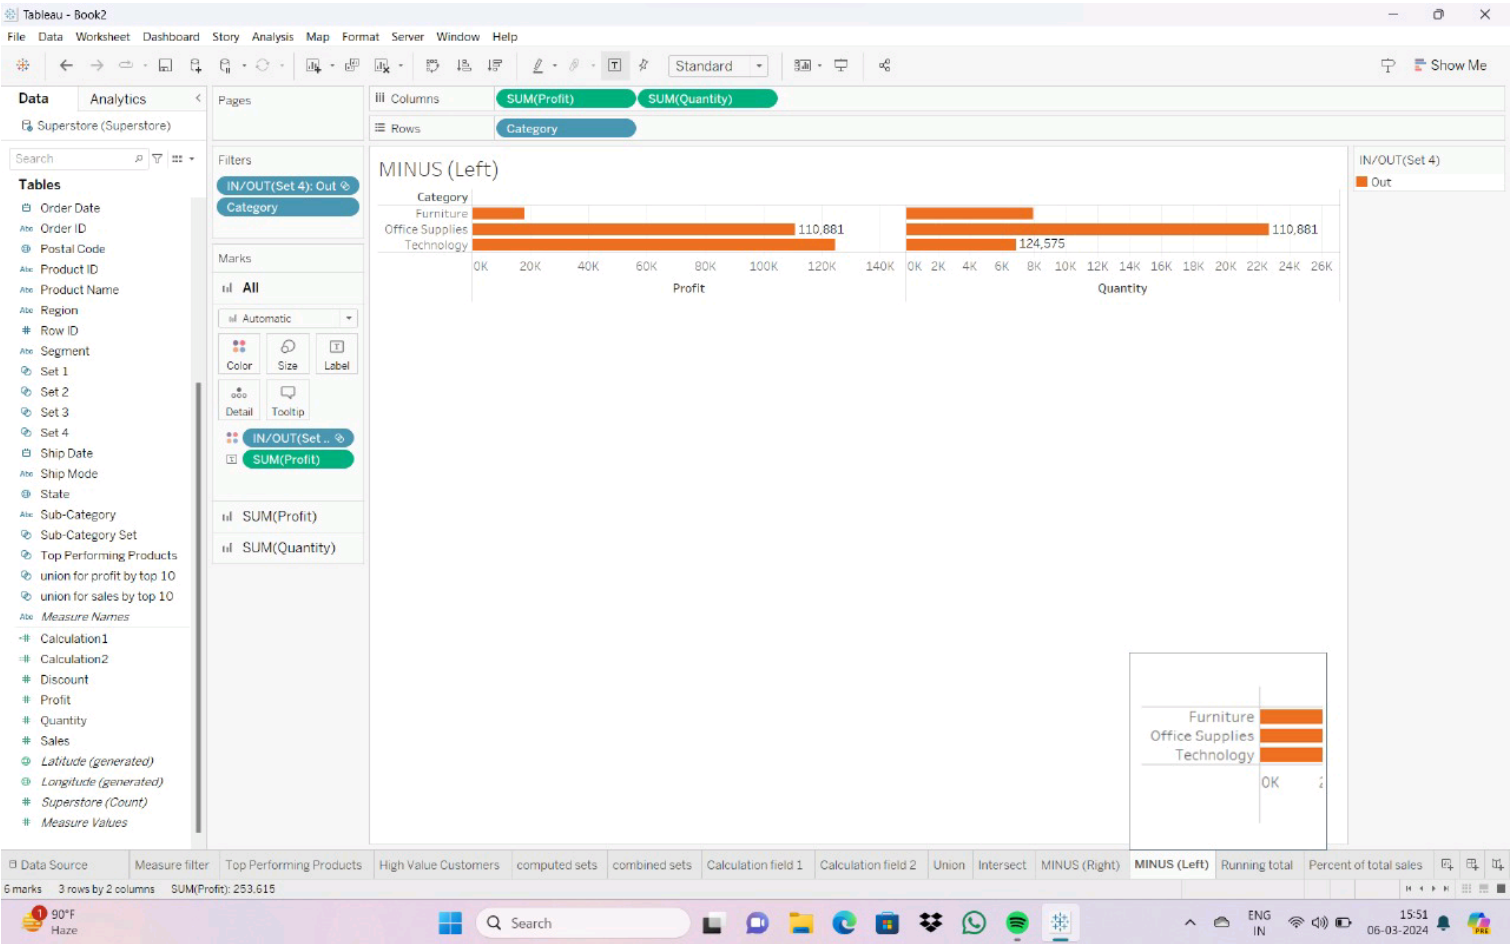 Tableau - Book2
File Data Worksheet Dashboard Story Analysis Map Format Server Window Help
Standard
Show Me
Data Analytics
Superstore (Superstore)
Search
Tables
Order Date
Abc Order ID
Postal Code
Abc Product ID
Abc Product Name
Abc Region
# Row ID
Abc Segment
Set 1
Set 2
Set 3
Set 4
Ship Date
Abc Ship Mode
State
Abc Sub-Category
Sub-Category Set
Top Performing Products
union for profit by top 10
union for sales by top 10
Abc Measure Names
=# Calculation1
=# Calculation2
# Discount
# Profit
# Quantity
# Sales
Latitude (generated)
Longitude (generated)
# Superstore (Count)
# Measure Values
Pages
Filters
IN/OUT(Set 4): Out
Category
Marks
All
Automatic
Color Size Label
Detail Tooltip
IN/OUT(Set ..
SUM(Profit)
SUM(Profit)
SUM(Quantity)
Columns SUM(Profit) SUM(Quantity)
Rows Category
MINUS (Left)
Category
Furniture
Office Supplies 110,881 110,881
Technology 124,575
0K 20K 40K 60K 80K 100K 120K 140K 0K 2K 4K 6K 8K 10K 12K 14K 16K 18K 20K 22K 24K 26K
Profit Quantity
IN/OUT(Set 4)
Out
Furniture
Office Supplies
Technology
0K 2
Data Source Measure filter Top Performing Products High Value Customers computed sets combined sets Calculation field 1 Calculation field 2 Union Intersect MINUS (Right) MINUS (Left) Running total Percent of total sales
6 marks 3 rows by 2 columns SUM(Profit): 253,615
1 90°F
Haze
Search
ENG
IN
15:51
06-03-2024
PRE